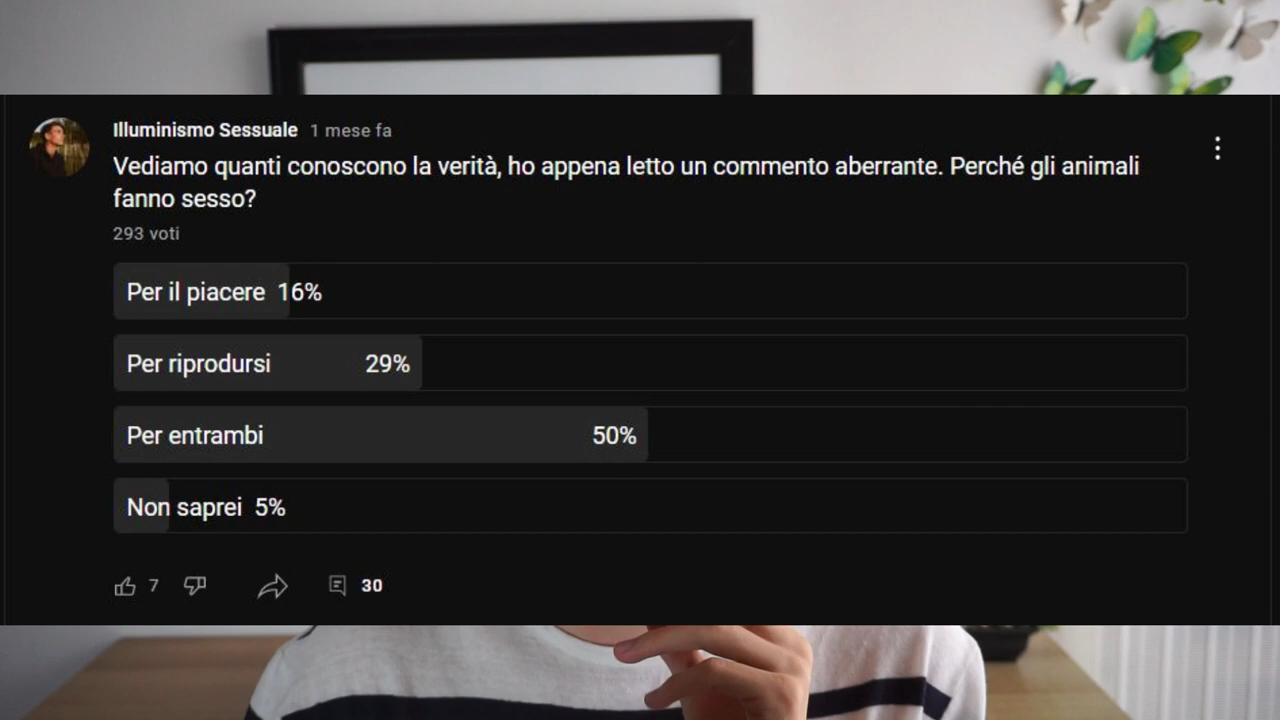 Illuminismo Sessuale 1 mese fa
Vediamo quanti conoscono la verità, ho appena letto un commento aberrante. Perché gli animali
fanno sesso?
293 voti
Per il piacere 16%
Per riprodursi 29%
Per entrambi 50%
Non saprei 5%
7 30